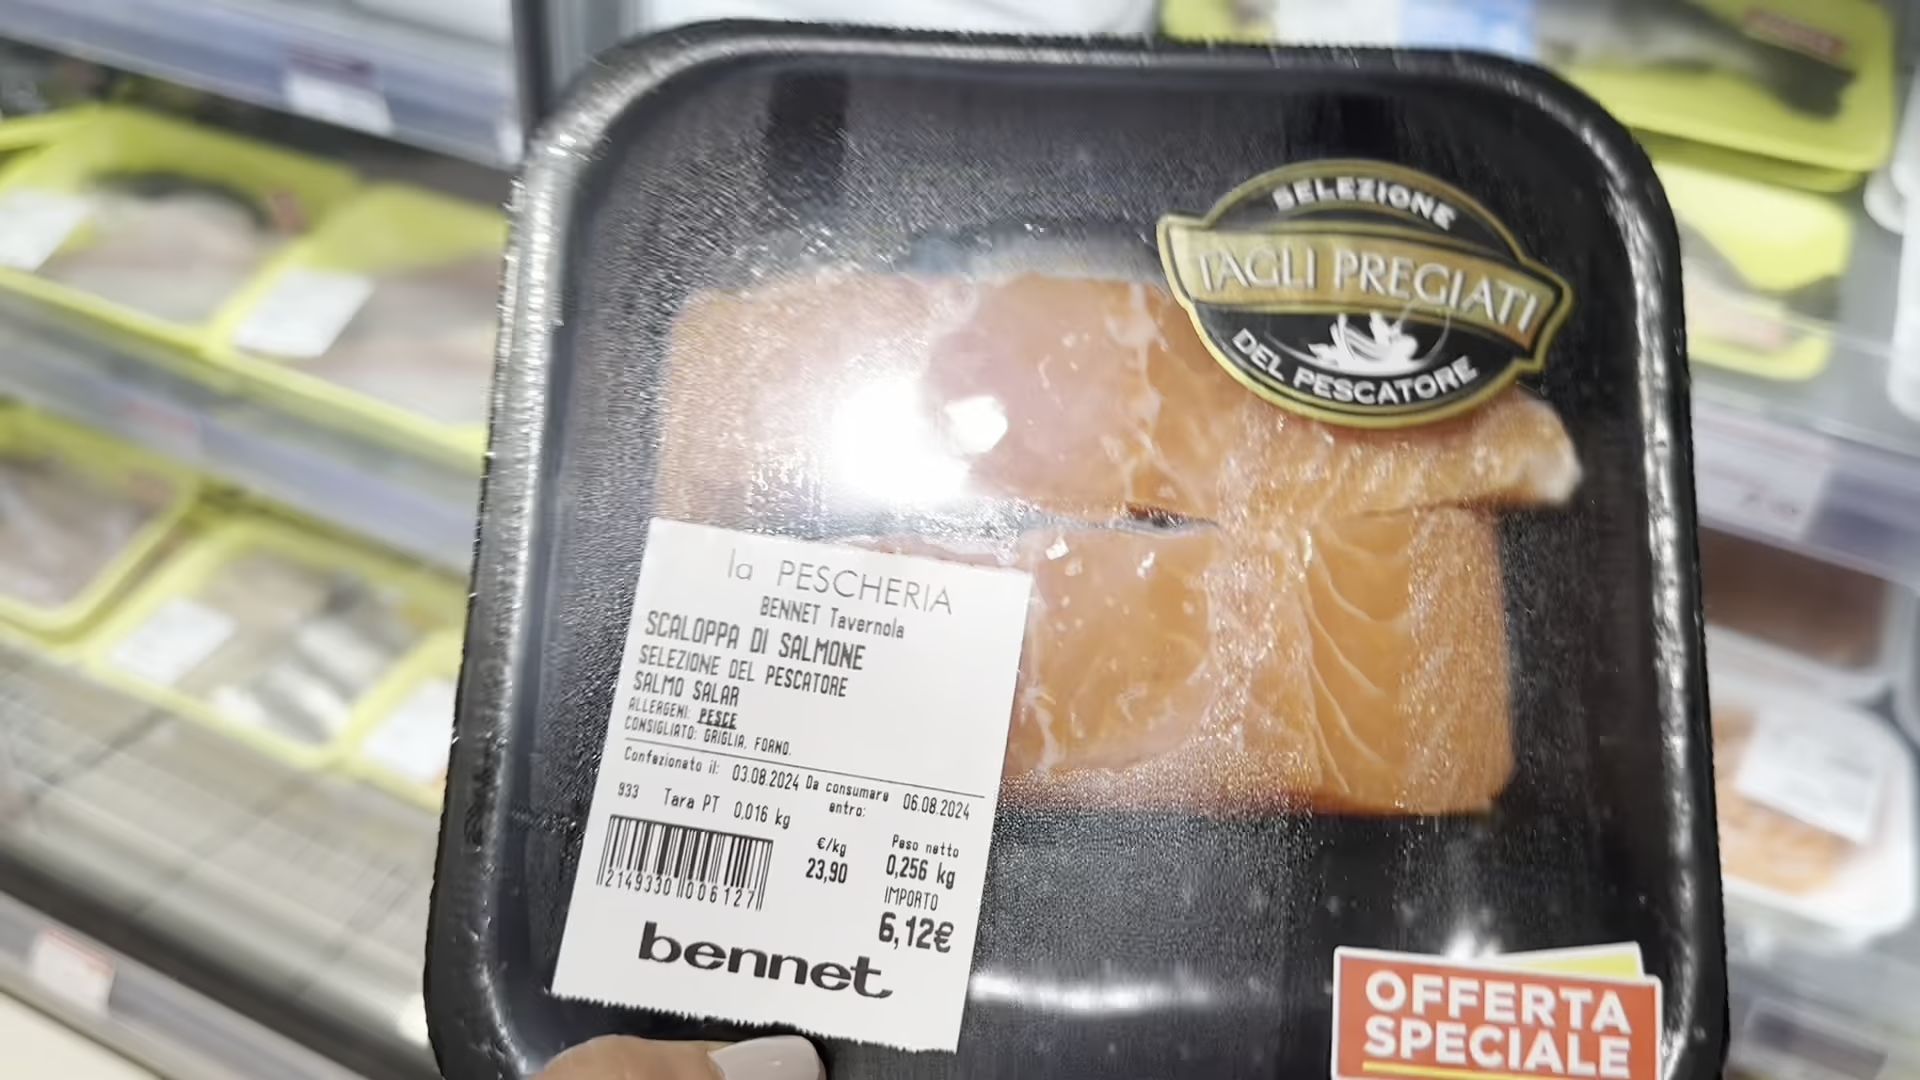 SELEZIONE
TAGLI PREGIATI
DEL PESCATORE
la PESCHERIA
BENNET Tavernola
SCALOPPA DI SALMONE
SELEZIONE DEL PESCATORE
SALMO SALAR
ALLERGENI: PESCE
CONSIGLIATO: GRIGLIA. FORNO.
Confezionato il: 03.08.2024 Da consumare entro: 06.08.2024
933 Tara PT 0,016 kg
€/kg
23,90
Peso netto
0,256 kg
IMPORTO
6,12€
2149330 006127
bennet
OFFERTA
SPECIALE